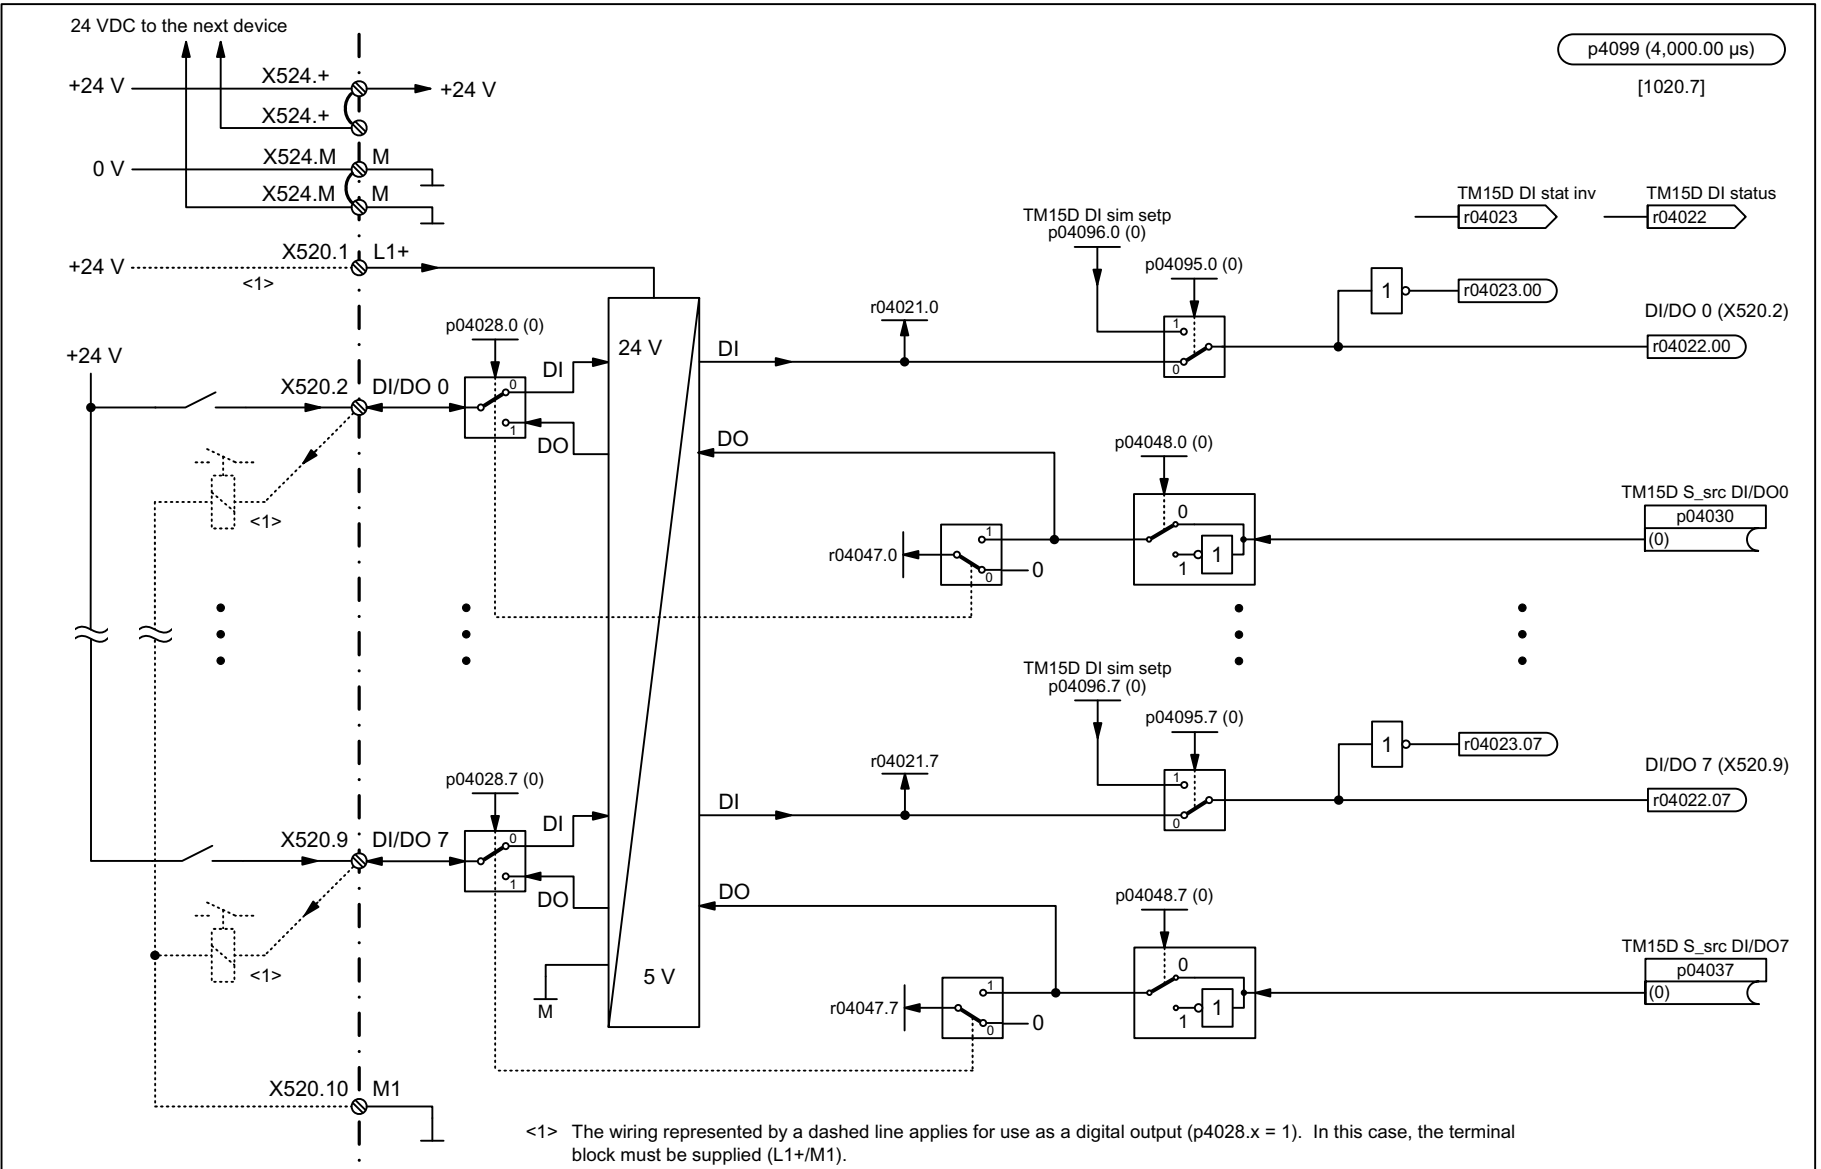 24 VDC to the next device
p4099 (4,000.00 µs)
[1020.7]
+24 V
X524.+
+24 V
X524.+
0 V
X524.M
M
X524.M
M
TM15D DI stat inv
r04023
TM15D DI status
r04022
+24 V
<1>
X520.1
L1+
TM15D DI sim setp
p04096.0 (0)
p04095.0 (0)
1
0
1
r04023.00
DI/DO 0 (X520.2)
r04022.00
r04021.0
p04028.0 (0)
+24 V
X520.2
DI/DO 0
0
1
DI
DO
24 V
DI
DO
<1>
p04048.0 (0)
0
1
1
TM15D S_src DI/DO0
p04030
(0)
r04047.0
1
0
0
TM15D DI sim setp
p04096.7 (0)
p04095.7 (0)
1
0
1
r04023.07
DI/DO 7 (X520.9)
r04022.07
r04021.7
p04028.7 (0)
X520.9
DI/DO 7
0
1
DI
DO
DI
DO
<1>
p04048.7 (0)
0
1
1
TM15D S_src DI/DO7
p04037
(0)
r04047.7
1
0
0
5 V
M
X520.10
M1
<1> The wiring represented by a dashed line applies for use as a digital output (p4028.x = 1). In this case, the terminal
block must be supplied (L1+/M1).